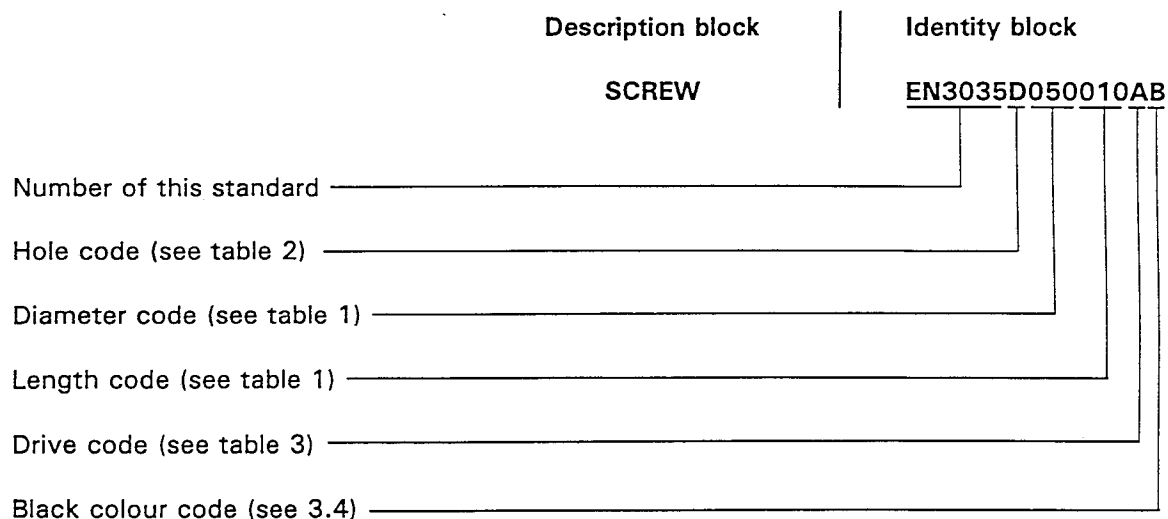 Description block Identity block
SCREW EN3035D050010AB
Number of this standard
Hole code (see table 2)
Diameter code (see table 1)
Length code (see table 1)
Drive code (see table 3)
Black colour code (see 3.4)